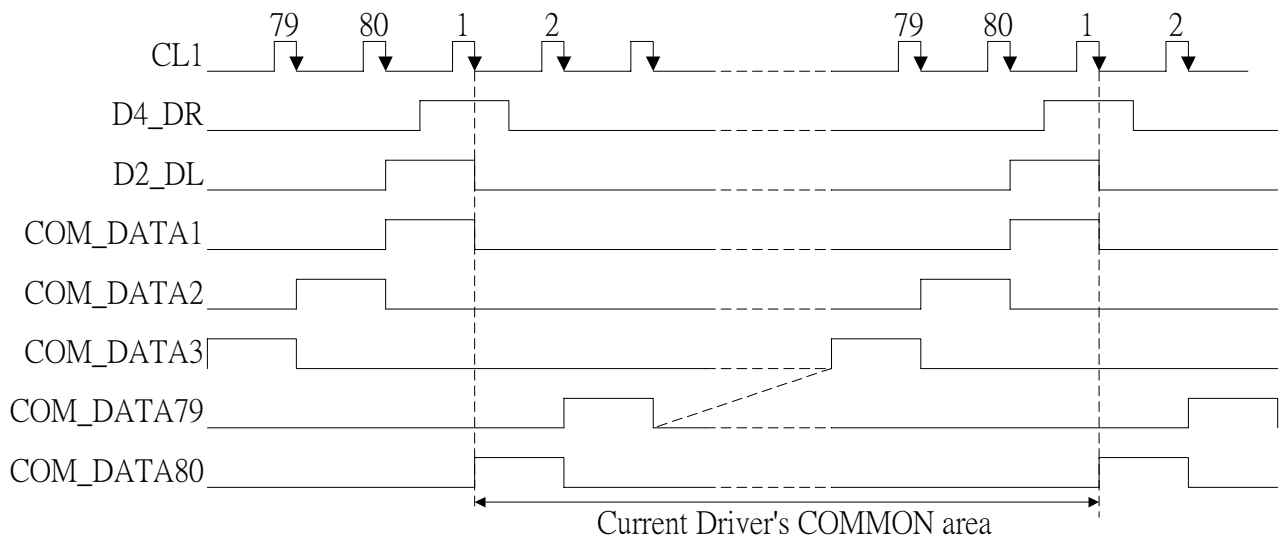 79 80 1 2 79 80 1 2
CL1
D4_DR
D2_DL
COM_DATA1
COM_DATA2
COM_DATA3
COM_DATA79
COM_DATA80
Current Driver's COMMON area